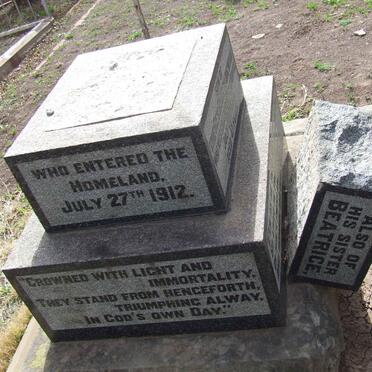 WHO ENTERED THE
HOMELAND,
JULY 27TH 1912.
CROWNED WITH LIGHT AND
IMMORTALITY,
THEY STAND FROM HENCEFORTH,
TRIUMPHING ALWAY,
IN GOD'S OWN DAY."
ALSO OF
HIS SISTER
BEATRICE.